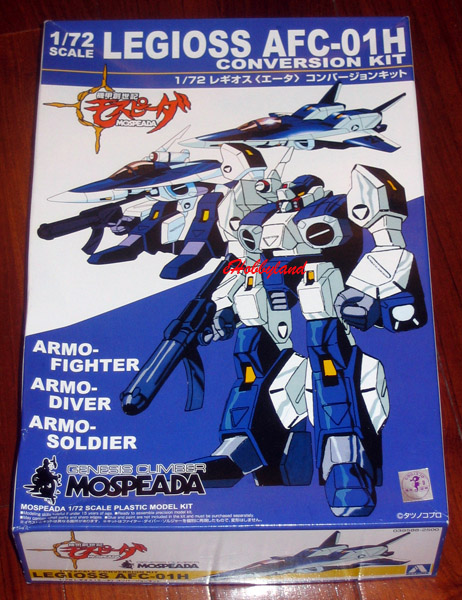 1/72
SCALE
LEGIOSS AFC-01H
CONVERSION KIT
1/72 レギオス〈エータ〉 コンバージョンキット
機甲創世記
モスピーダ
MOSPEADA
iHobbyland
ARMO-
FIGHTER
ARMO-
DIVER
ARMO-
SOLDIER
GENESIS CLIMBER
MOSPEADA
MOSPEADA 1/72 SCALE PLASTIC MODEL KIT
©タツノコプロ
モスピーダ
LEGIOSS AFC-01H
MOSPEADA